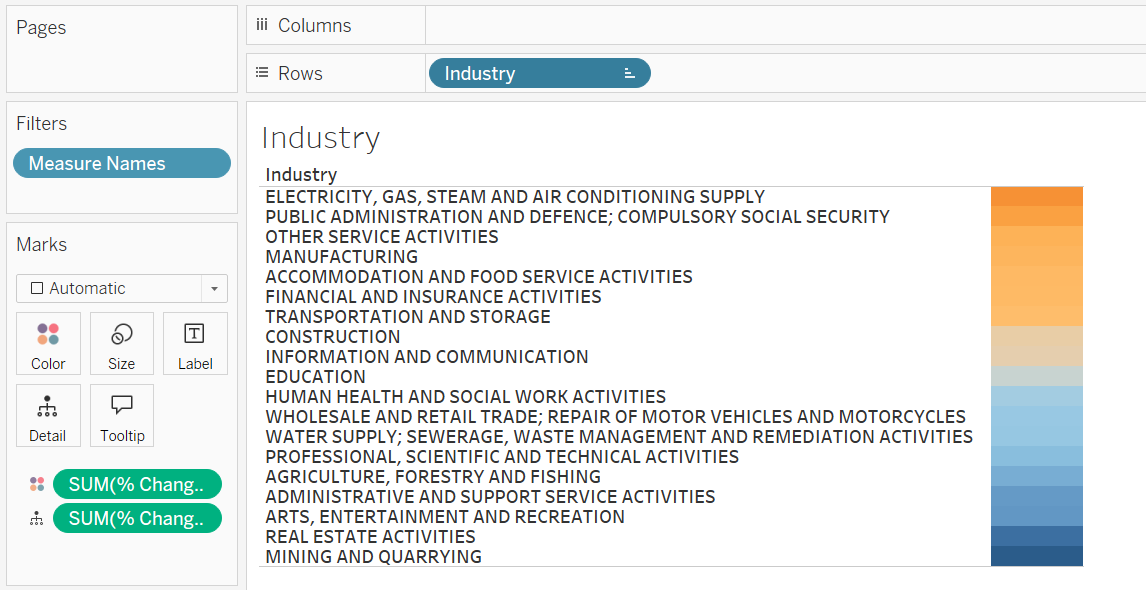 Pages
Columns
Rows
Industry
Filters
Measure Names
Marks
Automatic
Color
Size
T
Label
Detail
Tooltip
SUM(% Chang..
SUM(% Chang..
Industry
Industry
ELECTRICITY, GAS, STEAM AND AIR CONDITIONING SUPPLY
PUBLIC ADMINISTRATION AND DEFENCE; COMPULSORY SOCIAL SECURITY
OTHER SERVICE ACTIVITIES
MANUFACTURING
ACCOMMODATION AND FOOD SERVICE ACTIVITIES
FINANCIAL AND INSURANCE ACTIVITIES
TRANSPORTATION AND STORAGE
CONSTRUCTION
INFORMATION AND COMMUNICATION
EDUCATION
HUMAN HEALTH AND SOCIAL WORK ACTIVITIES
WHOLESALE AND RETAIL TRADE; REPAIR OF MOTOR VEHICLES AND MOTORCYCLES
WATER SUPPLY; SEWERAGE, WASTE MANAGEMENT AND REMEDIATION ACTIVITIES
PROFESSIONAL, SCIENTIFIC AND TECHNICAL ACTIVITIES
AGRICULTURE, FORESTRY AND FISHING
ADMINISTRATIVE AND SUPPORT SERVICE ACTIVITIES
ARTS, ENTERTAINMENT AND RECREATION
REAL ESTATE ACTIVITIES
MINING AND QUARRYING